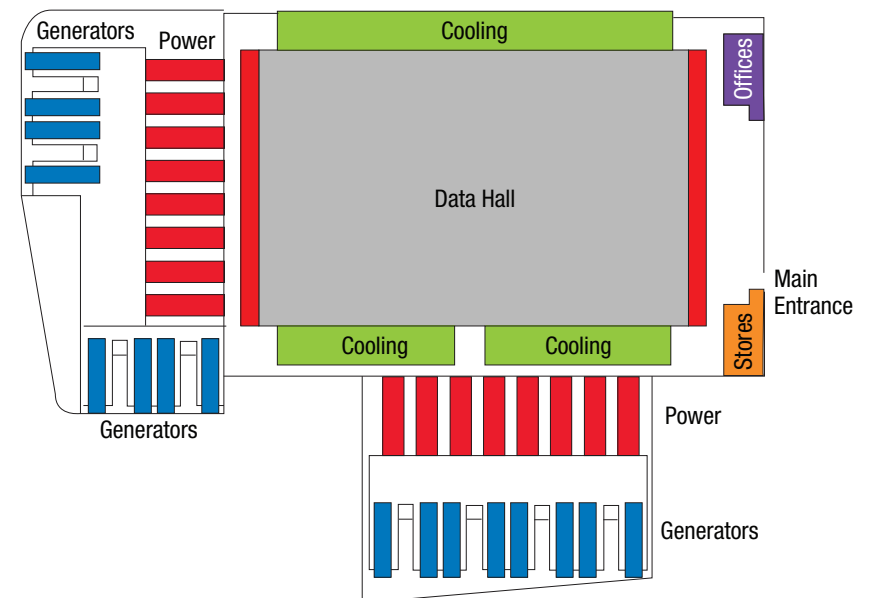 Generators
Power
Cooling
Offices
Data Hall
Main
Entrance
Cooling
Cooling
Stores
Generators
Power
Generators